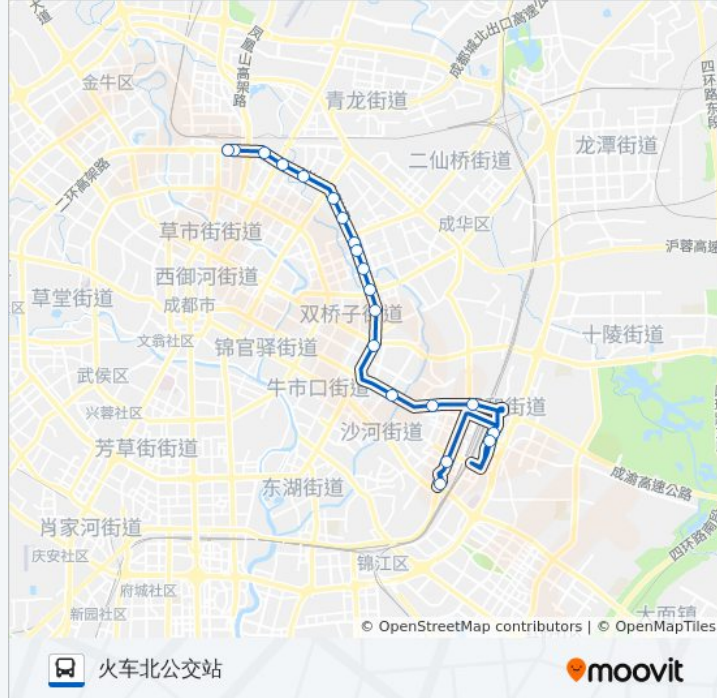 大道
凤凰山高架路
成都城北出口高速公
四环路东段
金牛区
青龙街道
二仙桥街道
龙潭街道
二环高架路
草市街街道
成华区
沪蓉高速
西御河街道
成都市
草堂街道
区
双桥子街道
十陵街道
文翁社区
锦官驿街道
武侯区
牛市口街道
兴蓉社区
和街道
芳草街街道
沙河街道
东湖街道
成渝高速公路
肖家河街道
四环路南
庆安社区
锦江区
府城社区
新园社区
大面镇
© OpenStreetMap contributors | © OpenMapTiles
火车北公交站
moovit